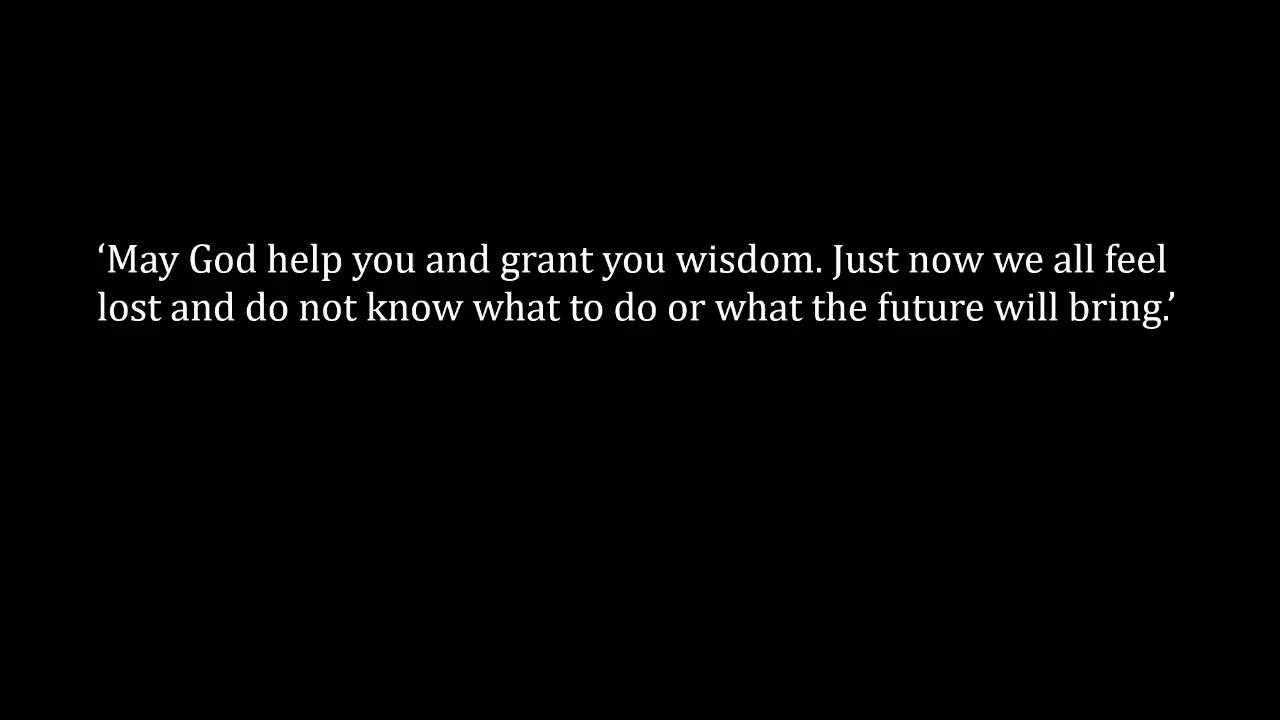 ‘May God help you and grant you wisdom. Just now we all feel
lost and do not know what to do or what the future will bring.’